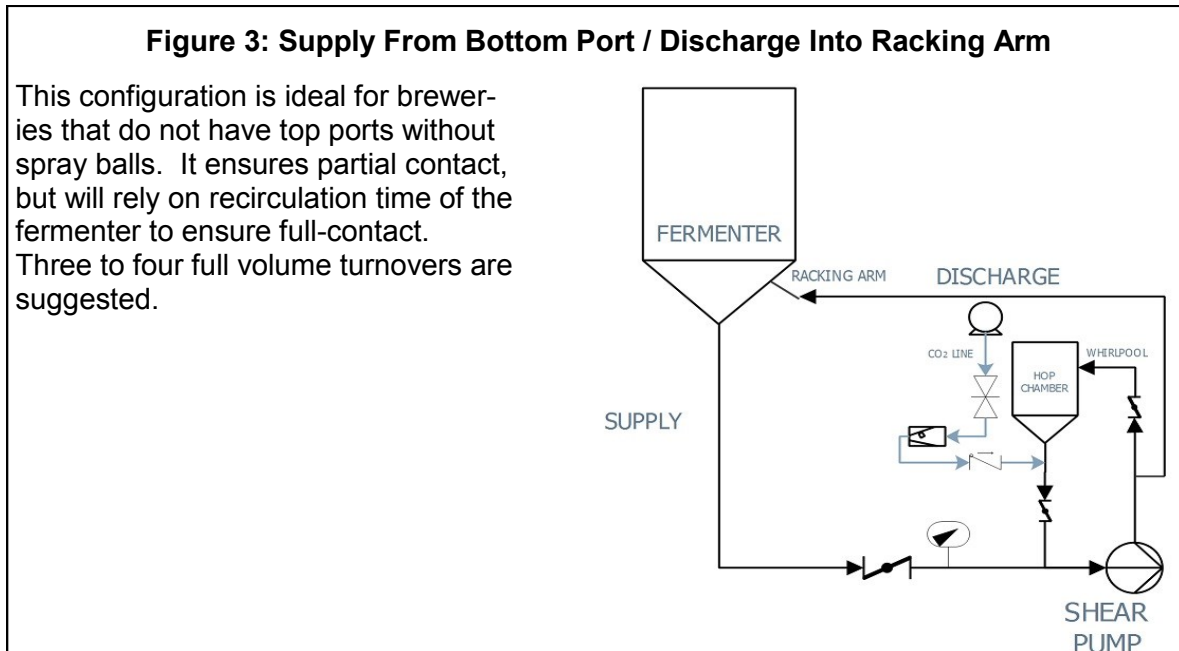 Figure 3: Supply From Bottom Port / Discharge Into Racking Arm
This configuration is ideal for brewer-
ies that do not have top ports without
spray balls.  It ensures partial contact,
but will rely on recirculation time of the
fermenter to ensure full-contact.
Three to four full volume turnovers are
suggested.
FERMENTER
RACKING ARM
DISCHARGE
CO₂ LINE
WHIRLPOOL
HOP
CHAMBER
SUPPLY
SHEAR
PUMP